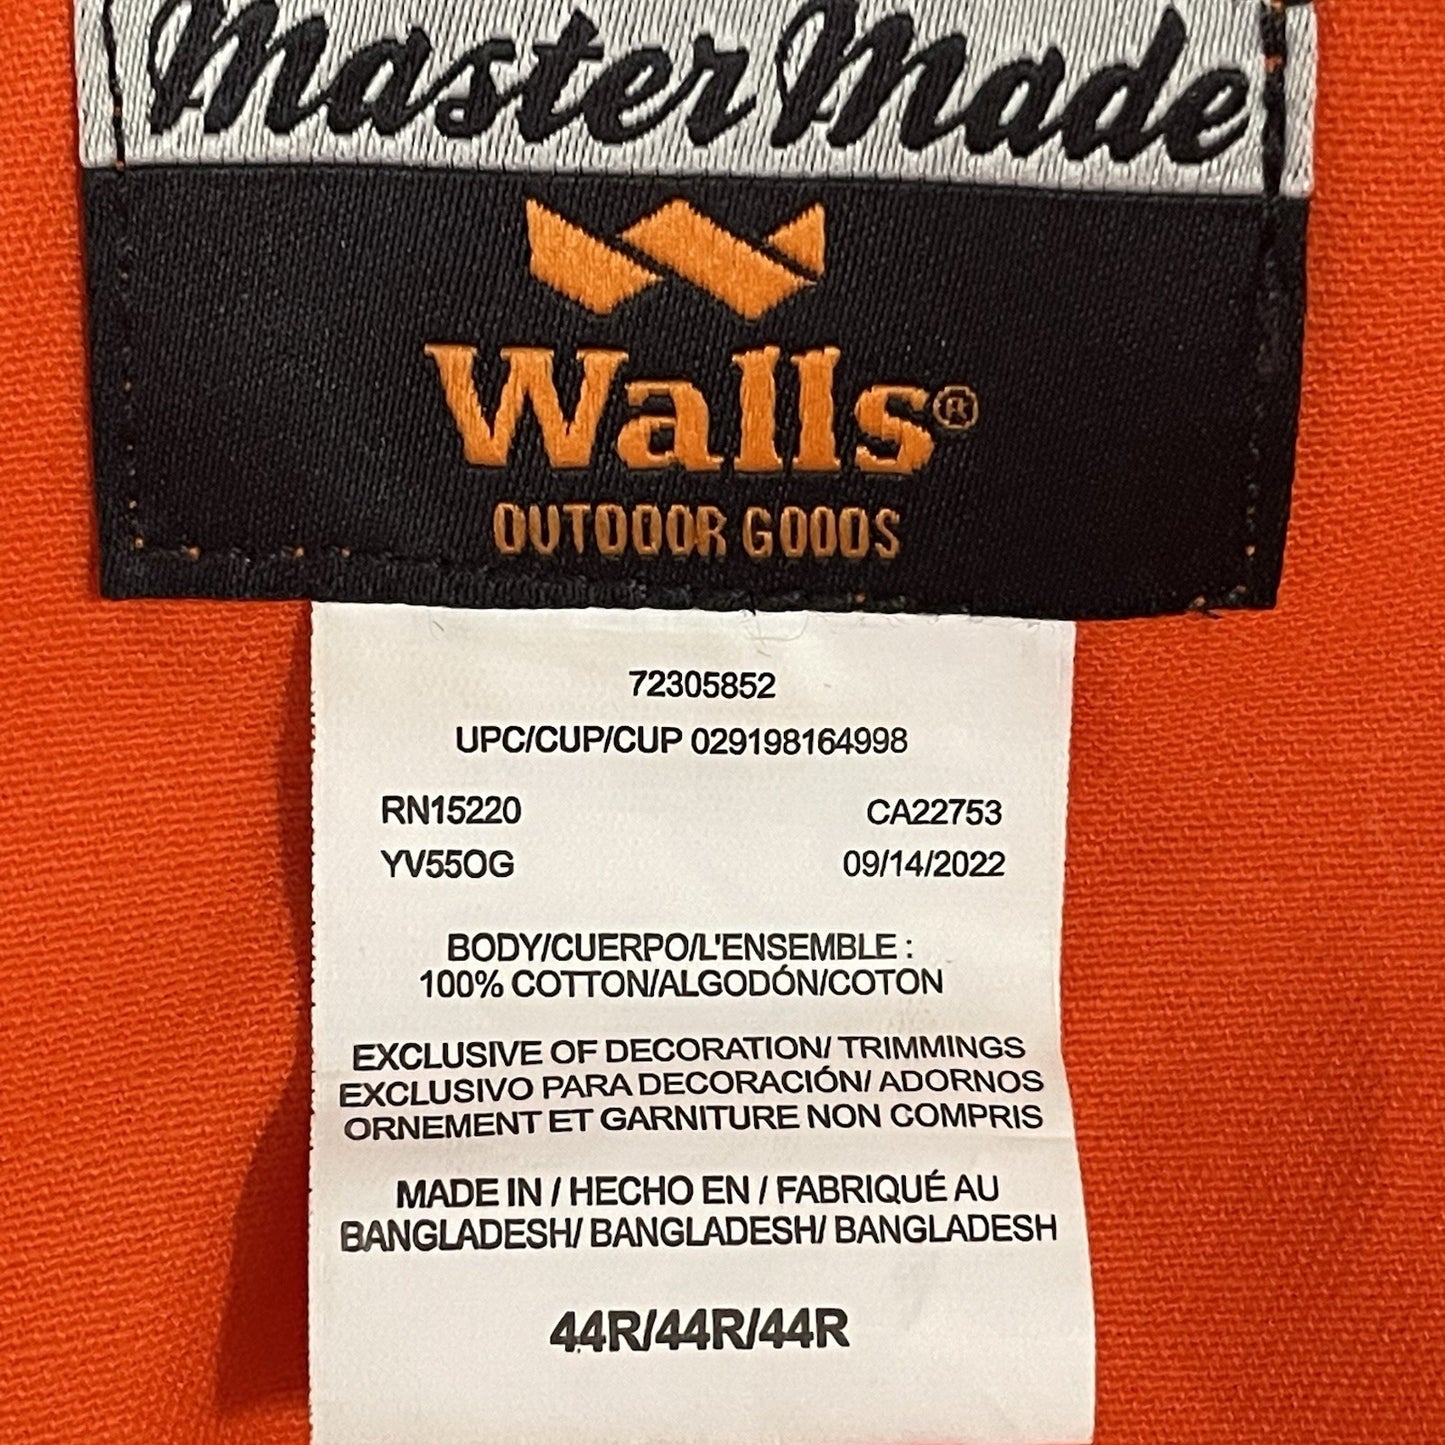 Master Made
Walls®
OUTDOOR GOODS
72305852
UPC/CUP/CUP 029198164998
RN15220 CA22753
YV55OG 09/14/2022
BODY/CUERPO/L'ENSEMBLE :
100% COTTON/ALGODÓN/COTON
EXCLUSIVE OF DECORATION/ TRIMMINGS
EXCLUSIVO PARA DECORACIÓN/ ADORNOS
ORNEMENT ET GARNITURE NON COMPRIS
MADE IN / HECHO EN / FABRIQUÉ AU
BANGLADESH/ BANGLADESH/ BANGLADESH
44R/44R/44R